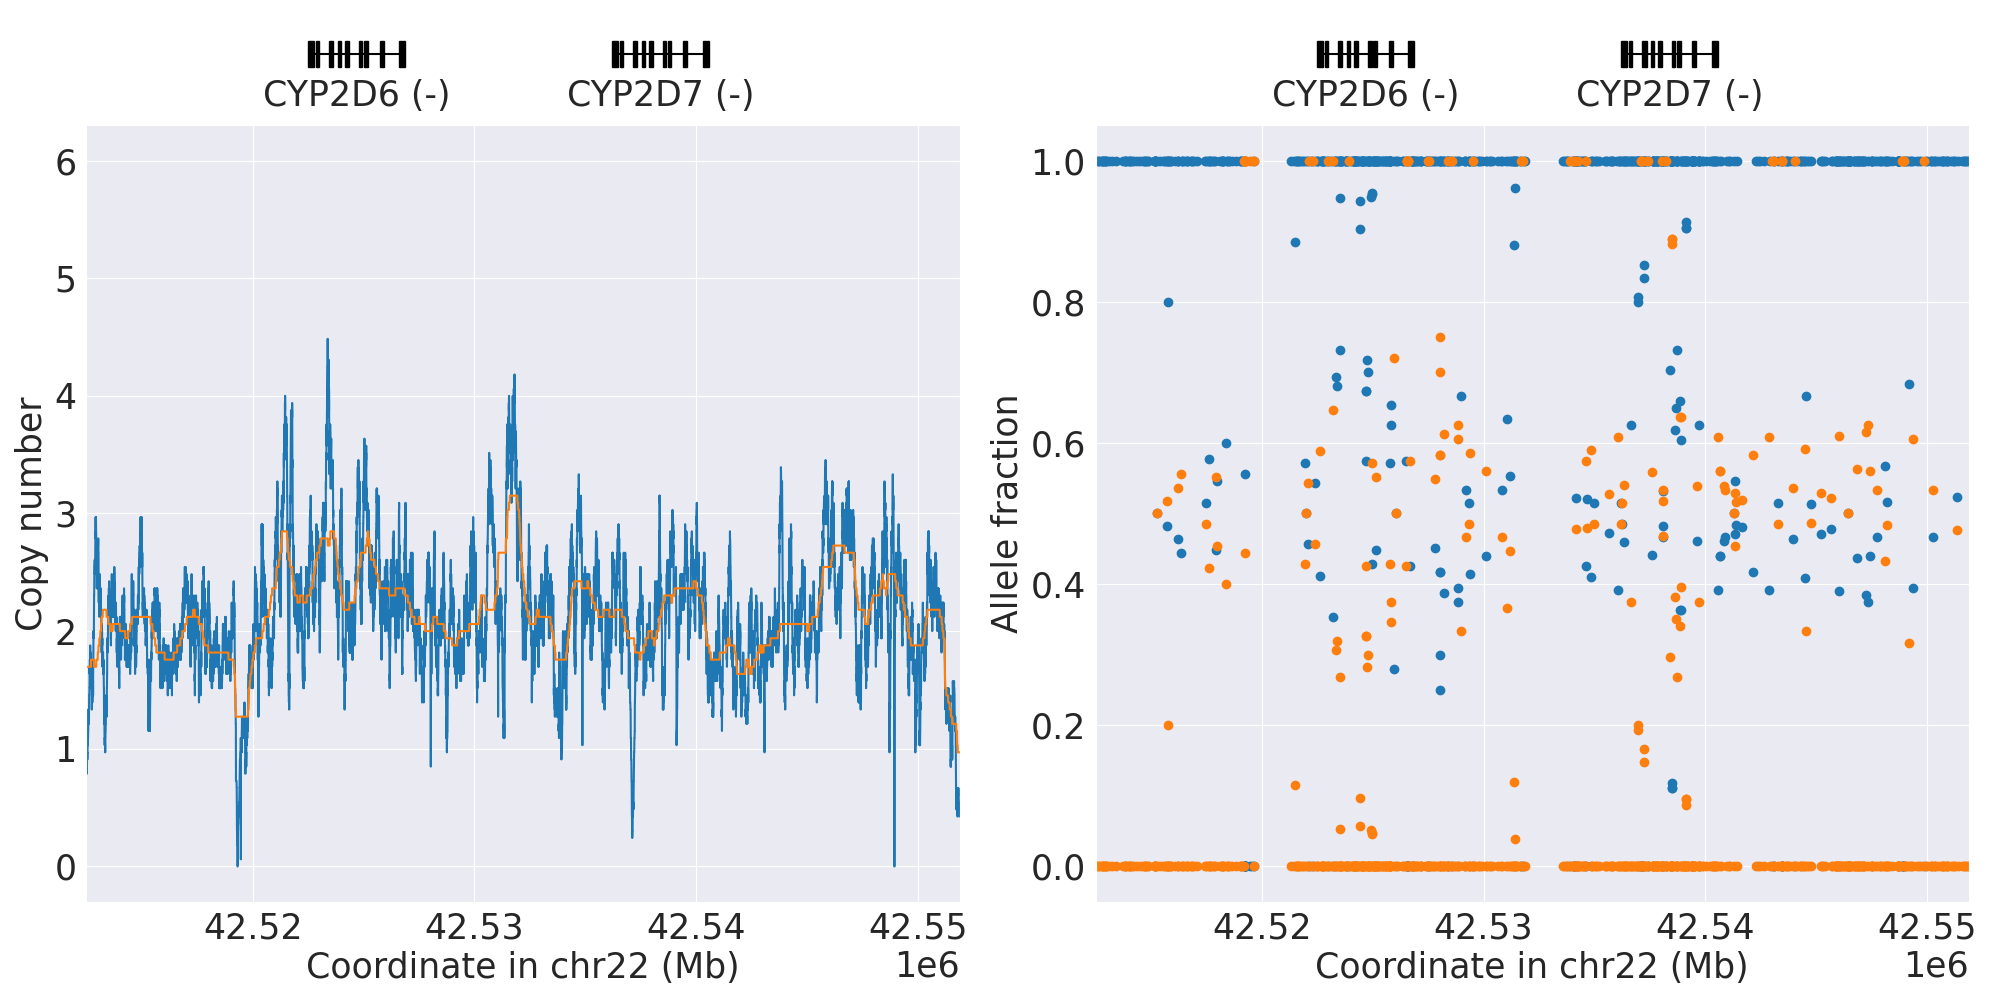 CYP2D6 (-) CYP2D7 (-)
6
5
4
3
2
1
0
Copy number
42.52 42.53 42.54 42.55
Coordinate in chr22 (Mb) 1e6
CYP2D6 (-) CYP2D7 (-)
1.0
0.8
0.6
0.4
0.2
0.0
Allele fraction
42.52 42.53 42.54 42.55
Coordinate in chr22 (Mb) 1e6